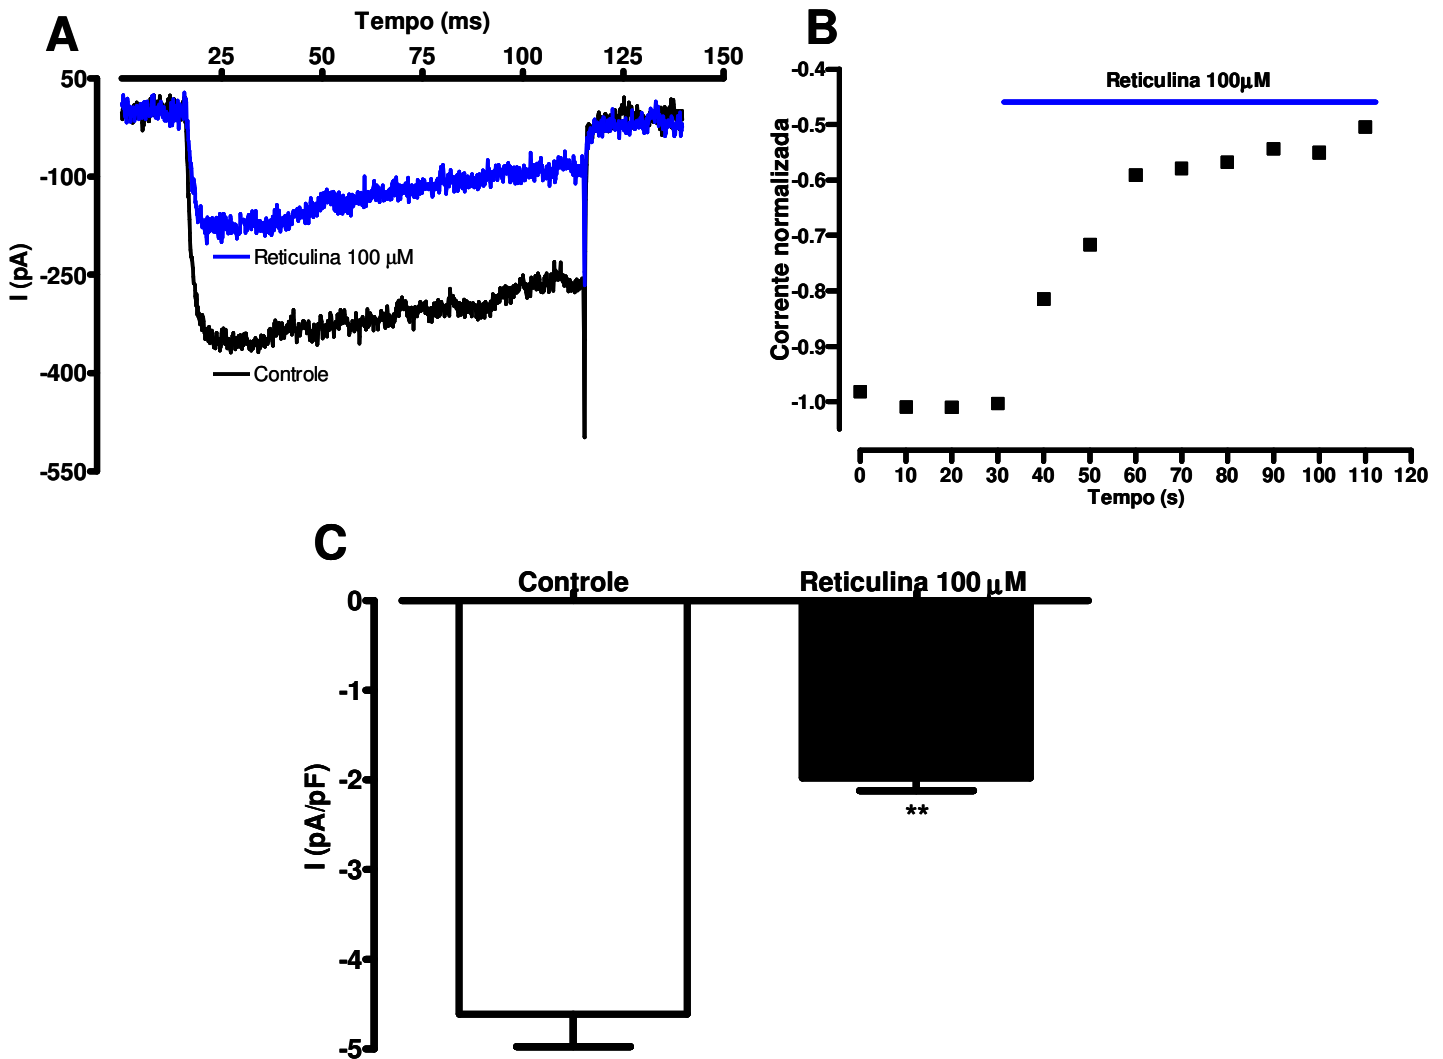 A
Tempo (ms)
25 50 75 100 125 150
50
-100
-250
-400
-550
I (pA)
Reticulina 100 µM
Controle
B
Reticulina 100µM
-0.4
-0.5
-0.6
-0.7
-0.8
-0.9
-1.0
Corrente normalizada
0 10 20 30 40 50 60 70 80 90 100 110 120
Tempo (s)
C
Controle Reticulina 100 µM
0
-1
-2
-3
-4
-5
I (pA/pF)
**